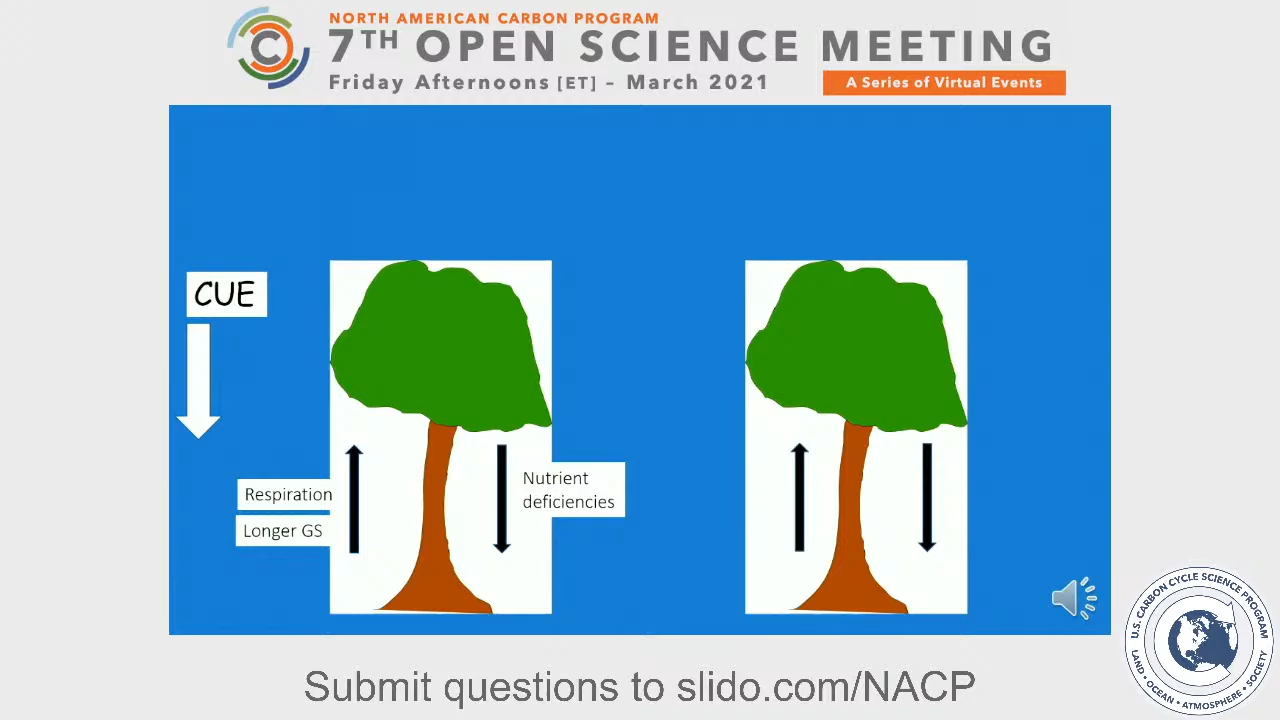 NORTH AMERICAN CARBON PROGRAM
7TH OPEN SCIENCE MEETING
Friday Afternoons [ET] – March 2021
A Series of Virtual Events
C
CUE
Respiration
Longer GS
Nutrient
deficiencies
U.S. CARBON CYCLE SCIENCE PROGRAM
LAND • OCEAN • ATMOSPHERE • SOCIETY
Submit questions to slido.com/NACP